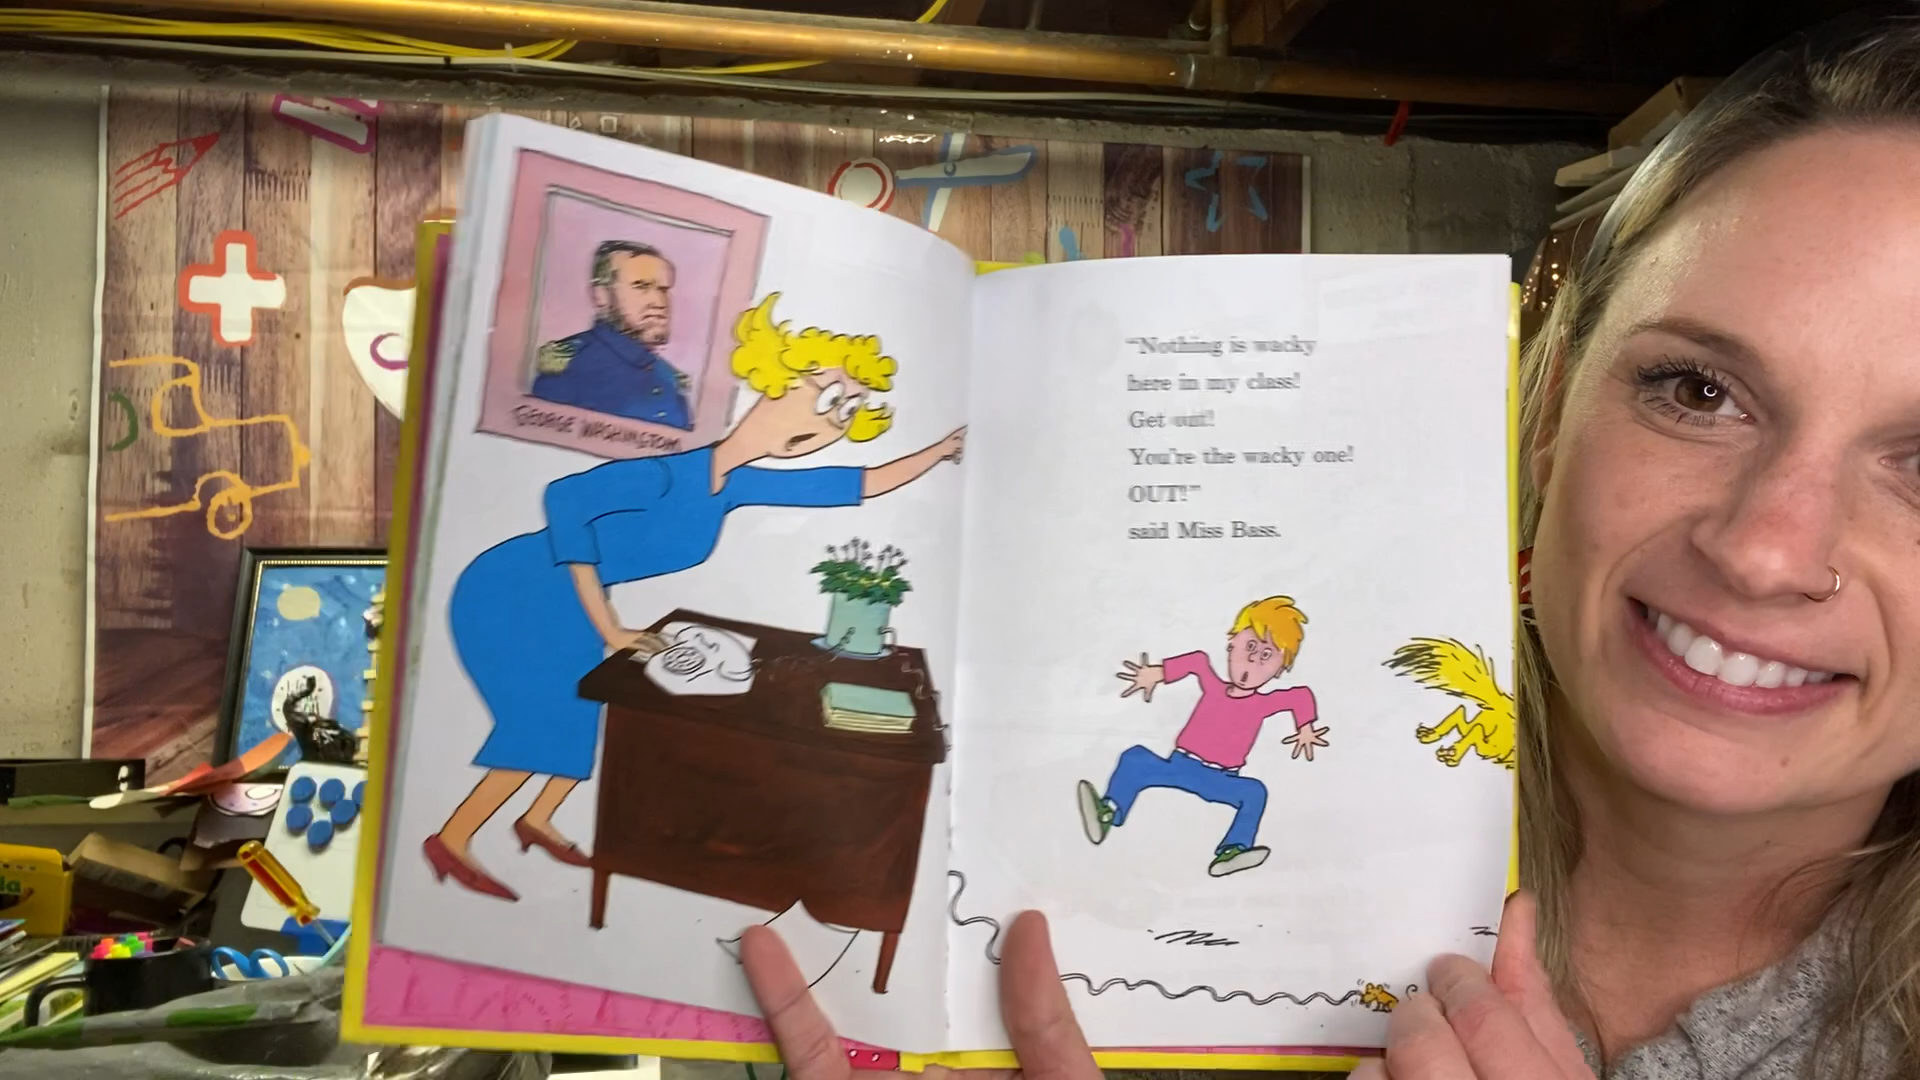 GEORGE WASHINGTON
“Nothing is wacky
here in my class!
Get out!
You're the wacky one!
OUT!”
said Miss Bass.